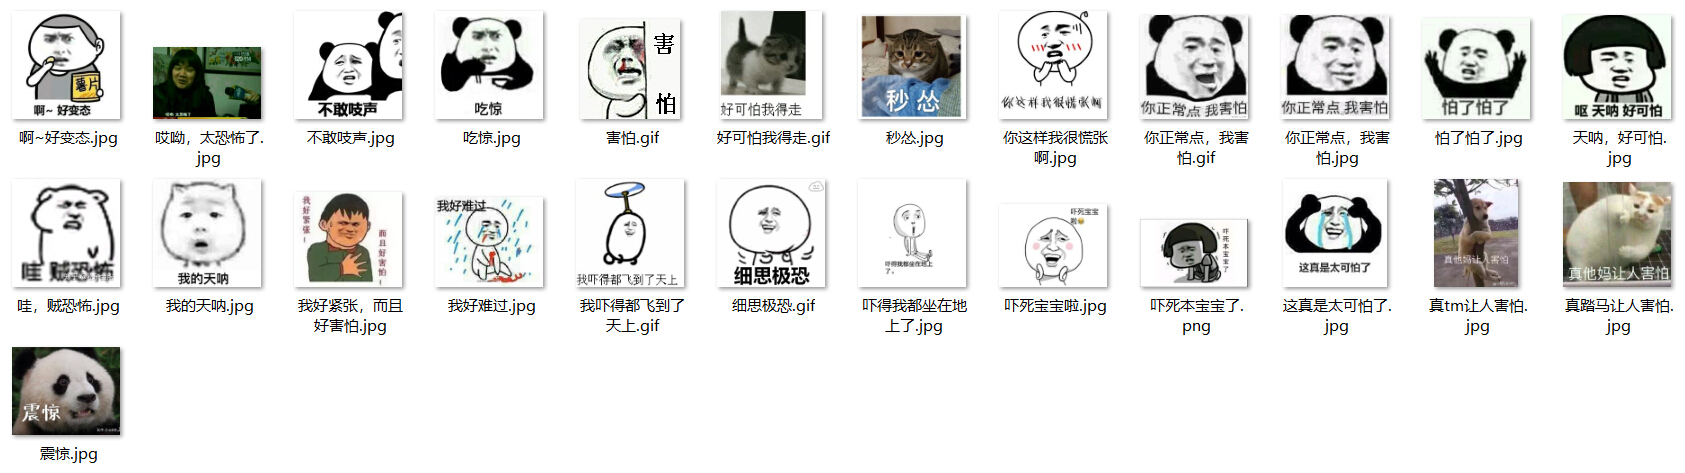 啊~ 好变态
薯片
不敢吱声
吃惊
害
怕
好可怕我得走
秒怂
你这样我很慌张啊
你正常点,我害怕
你正常点,我害怕
怕了怕了
呕 天呐 好可怕
啊~好变态.jpg
哎呦，太恐怖了.
jpg
不敢吱声.jpg
吃惊.jpg
害怕.gif
好可怕我得走.gif
秒怂.jpg
你这样我很慌张
啊.jpg
你正常点，我害
怕.gif
你正常点，我害
怕.jpg
怕了怕了.jpg
天呐，好可怕.
jpg
哇 贼恐怖
我的天呐
我好紧张！
而且好害怕！
我好难过
我吓得都飞到了天上
细思极恐
吓得我都坐在地上
了。
吓死宝宝
啦
吓死本宝宝了
这真是太可怕了
真他妈让人害怕
真他妈让人害怕
哇，贼恐怖.jpg
我的天呐.jpg
我好紧张，而且
好害怕.jpg
我好难过.jpg
我吓得都飞到了
天上.gif
细思极恐.gif
吓得我都坐在地
上了.jpg
吓死宝宝啦.jpg
吓死本宝宝了.
png
这真是太可怕了.
jpg
真tm让人害怕.
jpg
真踏马让人害怕.
jpg
震惊
震惊.jpg